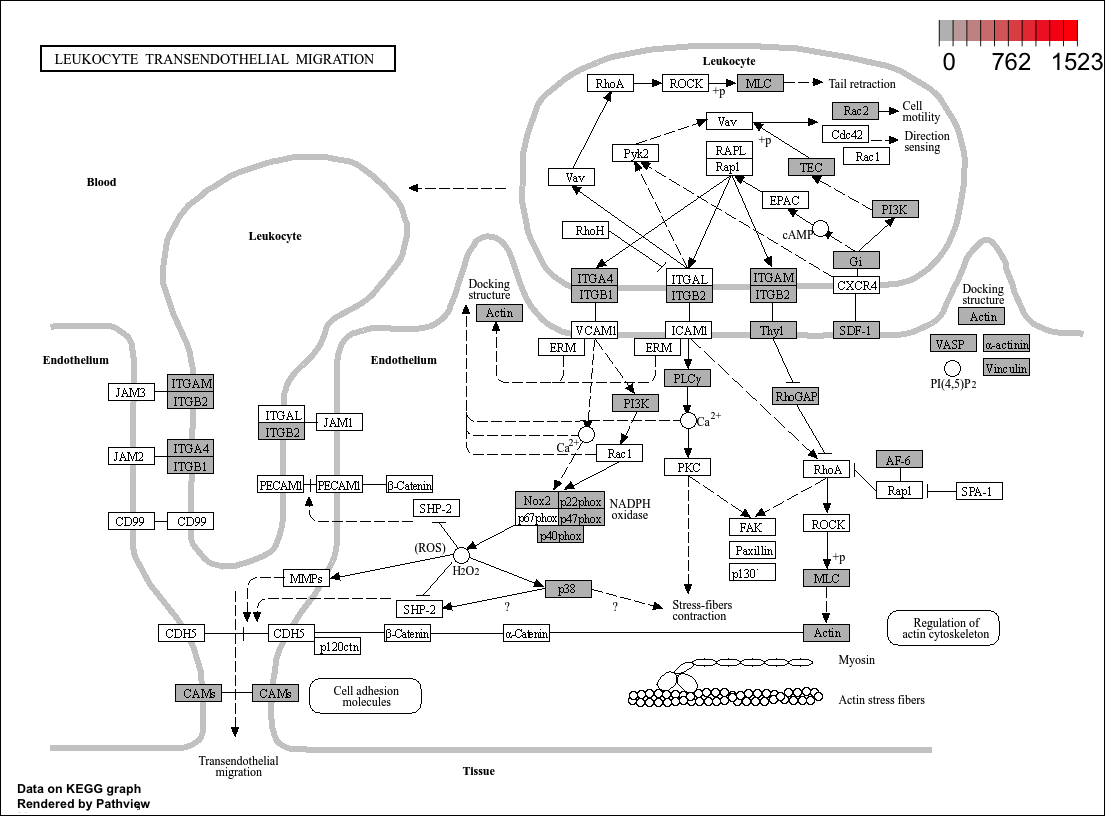 LEUKOCYTE TRANSENDOTHELIAL MIGRATION
0 762 1523
Leukocyte
RhoA
ROCK
+p
MLC
Tail retraction
Rac2
Cell
motility
Vav
+p
Cdc42
Direction
sensing
Rac1
Pyk2
RAPL
Rap1
TEC
Vav
EPAC
PI3K
cAMP
RhoH
Gi
Blood
Leukocyte
ITGA4
ITGB1
ITGAL
ITGB2
ITGAM
ITGB2
CXCR4
Docking
structure
Actin
Docking
structure
Actin
VCAM1
ICAM1
Thy1
SDF-1
ERM
ERM
VASP
α-actinin
Vinculin
PI(4,5)P2
Endothelium
Endothelium
JAM3
ITGAM
ITGB2
PLCγ
PI3K
RhoGAP
ITGAL
ITGB2
JAM1
Ca2+
Ca2+
JAM2
ITGA4
ITGB1
Rac1
PKC
RhoA
AF-6
Rap1
SPA-1
PECAM1
PECAM1
β-Catenin
SHP-2
Nox2
p22phox
p67phox
p47phox
p40phox
NADPH
oxidase
CD99
CD99
FAK
Paxillin
p130
ROCK
+p
MLC
(ROS)
H2O2
MMPs
p38
SHP-2
?
?
Stress-fibers
contraction
CDH5
CDH5
p120ctn
β-Catenin
α-Catenin
Actin
Regulation of
actin cytoskeleton
Myosin
Actin stress fibers
CAMs
CAMs
Cell adhesion
molecules
Transendothelial
migration
Tissue
Data on KEGG graph
Rendered by Pathview